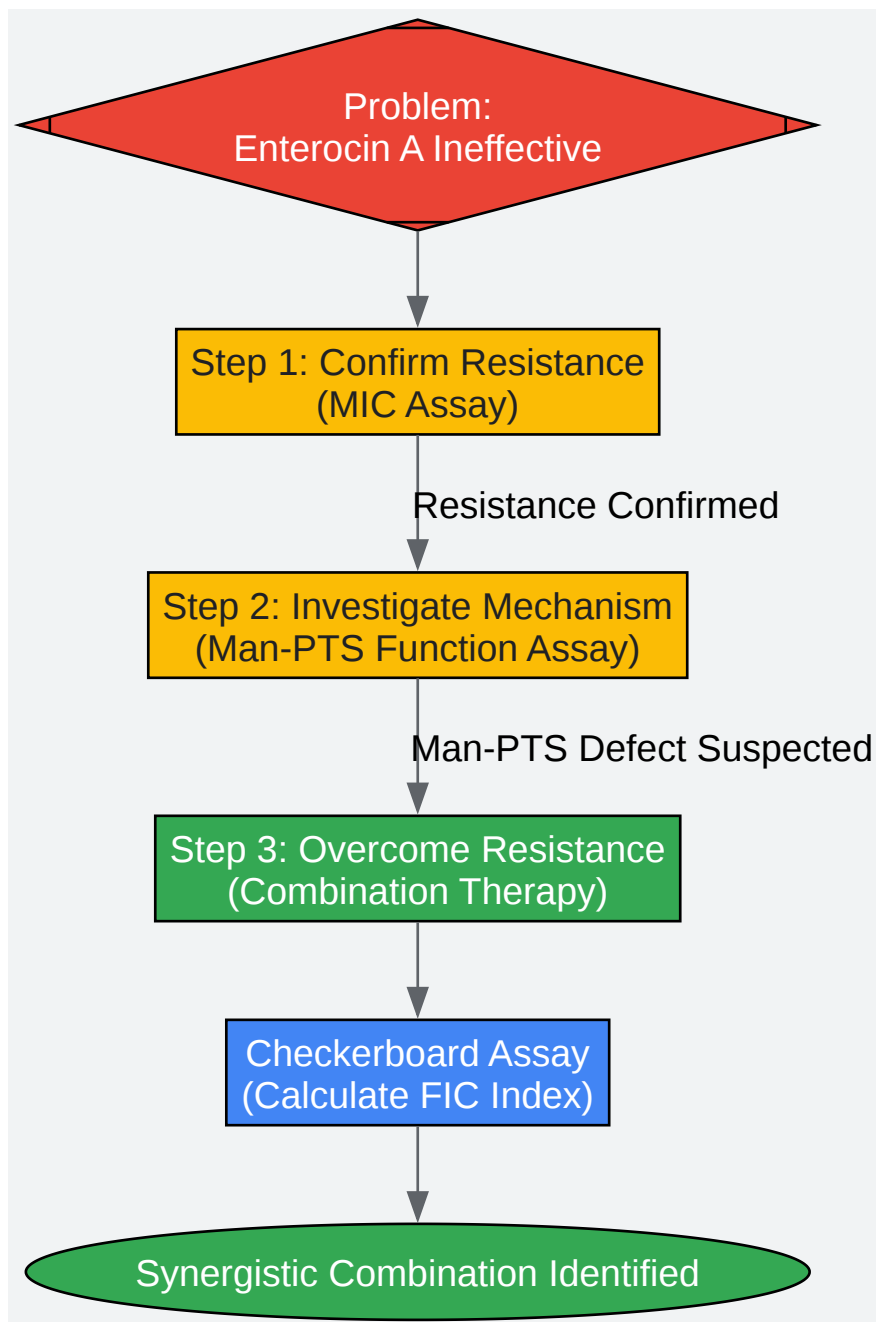 Problem:
Enterocin A Ineffective
Step 1: Confirm Resistance
(MIC Assay)
Resistance Confirmed
Step 2: Investigate Mechanism
(Man-PTS Function Assay)
Man-PTS Defect Suspected
Step 3: Overcome Resistance
(Combination Therapy)
Checkerboard Assay
(Calculate FIC Index)
Synergistic Combination Identified